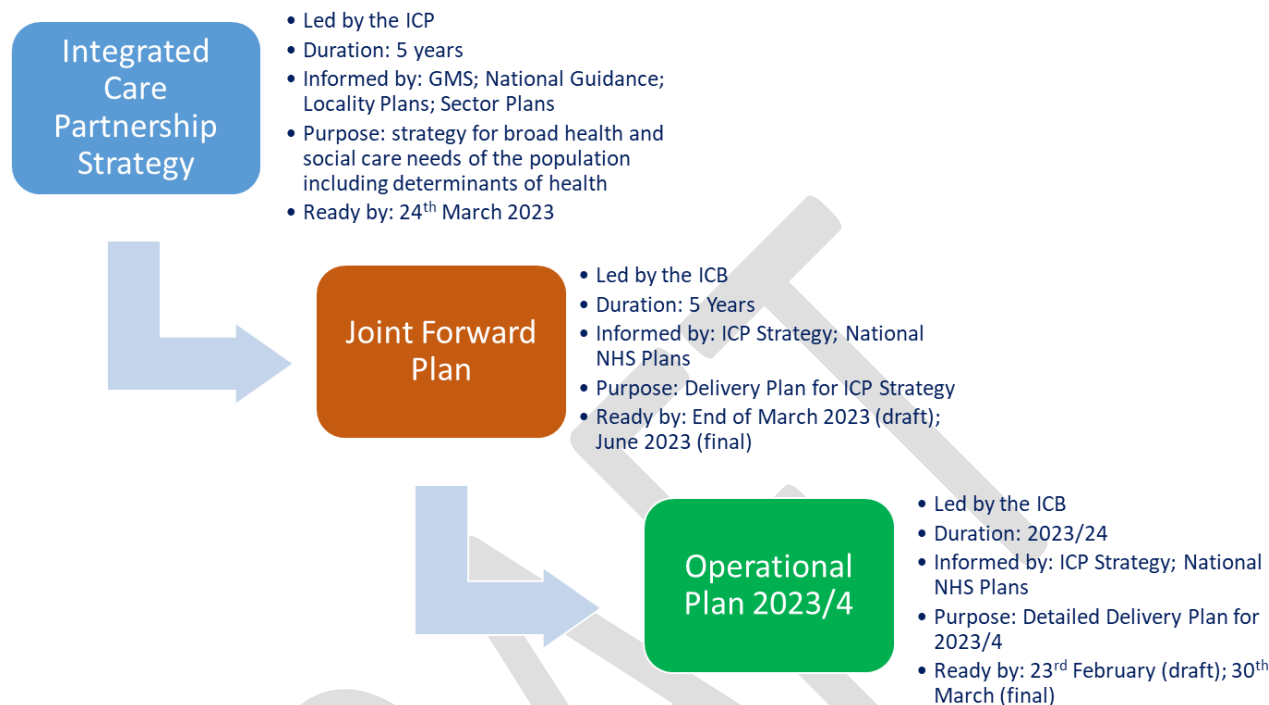 Integrated
Care
Partnership
Strategy
• Led by the ICP
• Duration: 5 years
• Informed by: GMS; National Guidance;
Locality Plans; Sector Plans
• Purpose: strategy for broad health and
social care needs of the population
including determinants of health
• Ready by: 24th March 2023
Joint Forward
Plan
• Led by the ICB
• Duration: 5 Years
• Informed by: ICP Strategy; National
NHS Plans
• Purpose: Delivery Plan for ICP Strategy
• Ready by: End of March 2023 (draft);
June 2023 (final)
Operational
Plan 2023/4
• Led by the ICB
• Duration: 2023/24
• Informed by: ICP Strategy; National
NHS Plans
• Purpose: Detailed Delivery Plan for
2023/4
• Ready by: 23rd February (draft); 30th
March (final)